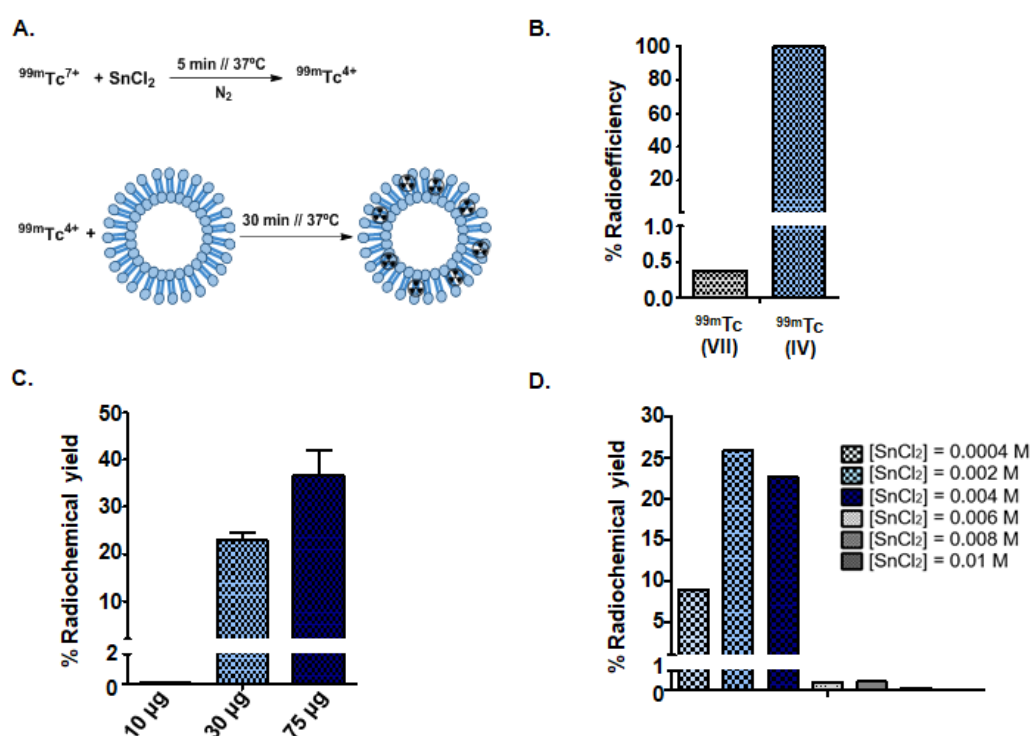 A.
⁹⁹ᵐTc⁷⁺ + SnCl₂ 5 min // 37ºC N₂ ⁹⁹ᵐTc⁴⁺
⁹⁹ᵐTc⁴⁺ + 30 min // 37ºC
B.
% Radioefficiency
100
80
60
40
20
1.0
0.5
0.0
⁹⁹ᵐTc (VII)
⁹⁹ᵐTc (IV)
C.
% Radiochemical yield
50
40
30
20
10
2
0
10 µg
30 µg
75 µg
D.
% Radiochemical yield
30
25
20
15
10
5
1
0
[SnCl₂] = 0.0004 M
[SnCl₂] = 0.002 M
[SnCl₂] = 0.004 M
[SnCl₂] = 0.006 M
[SnCl₂] = 0.008 M
[SnCl₂] = 0.01 M